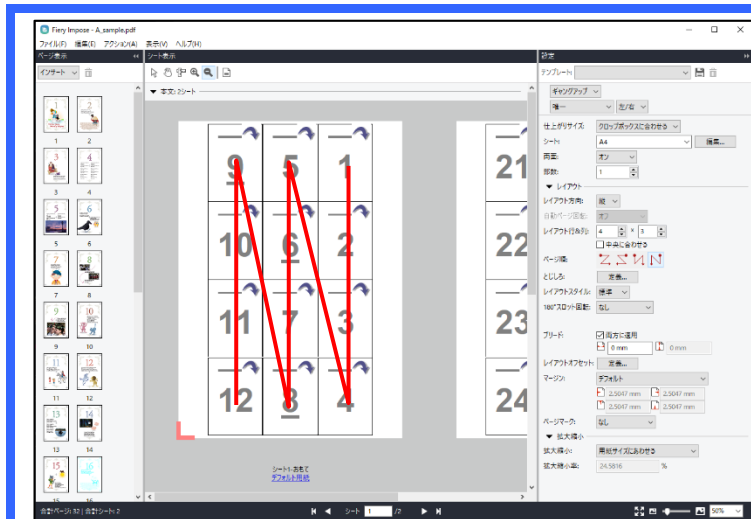 Fiery Impose - A_sample.pdf
ファイル(F) 編集(E) アクション(A) 表示(V) ヘルプ(H)
ページ表示
インサート
1 2
3 4
5 6
7 8
9 10
11 12
13 14
15 16
シート表示
本文: 2シート
9 5 1 21
10 6 2 22
11 7 3 23
12 8 4 24
シート1-おもて
デフォルト用紙
設定
テンプレート:
ギャングアップ
唯一 左/右
仕上がりサイズ: クロップボックスに合わせる
シート: A4 編集...
両面: オン
部数: 1
レイアウト
レイアウト方向: 縦
自動ページ回転: オフ
レイアウト行&列: 4 x 3
中央に合わせる
ページ順:
とじしろ: 定義...
レイアウトスタイル: 標準
180°スロット回転: なし
ブリード: 両方に適用
0 mm 0 mm
レイアウトオフセット: 定義...
マージン: デフォルト
2.5047 mm 2.5047 mm
2.5047 mm 2.5047 mm
ページマーク: なし
拡大縮小
拡大縮小: 用紙サイズにあわせる
拡大縮小率: 24.5816 %
合計ページ: 32 | 合計シート: 2
シート 1 /2
50%